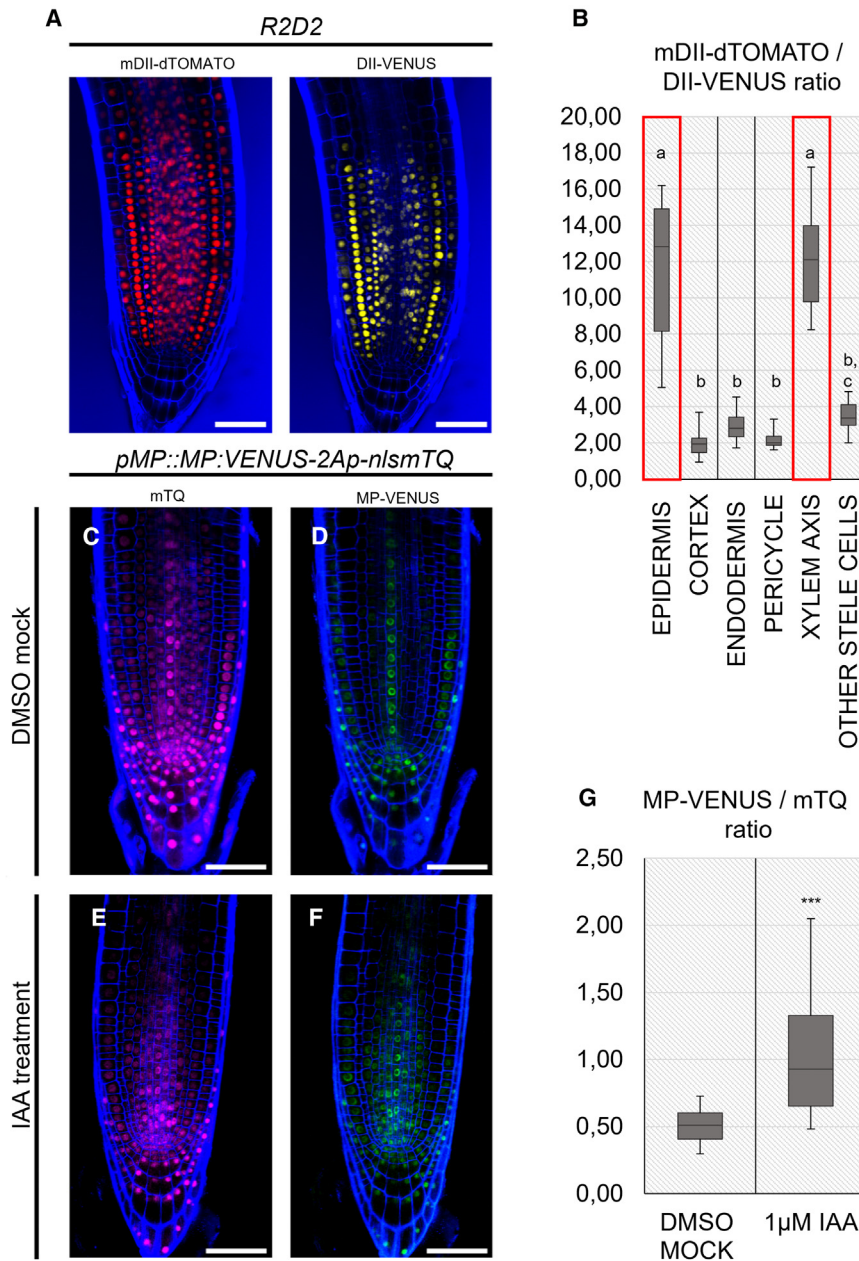 A
R2D2
mDII-dTOMATO
DII-VENUS
B
mDII-dTOMATO /
DII-VENUS ratio
20,00
18,00
16,00
14,00
12,00
10,00
8,00
6,00
4,00
2,00
0,00
a
b
b
b
a
b,
c
EPIDERMIS
CORTEX
ENDODERMIS
PERICYCLE
XYLEM AXIS
OTHER STELE CELLS
pMP::MP:VENUS-2Ap-nlsmTQ
mTQ
MP-VENUS
DMSO mock
C
D
IAA treatment
E
F
G
MP-VENUS / mTQ
ratio
2,50
2,00
1,50
1,00
0,50
0,00
***
DMSO
MOCK
1µM IAA